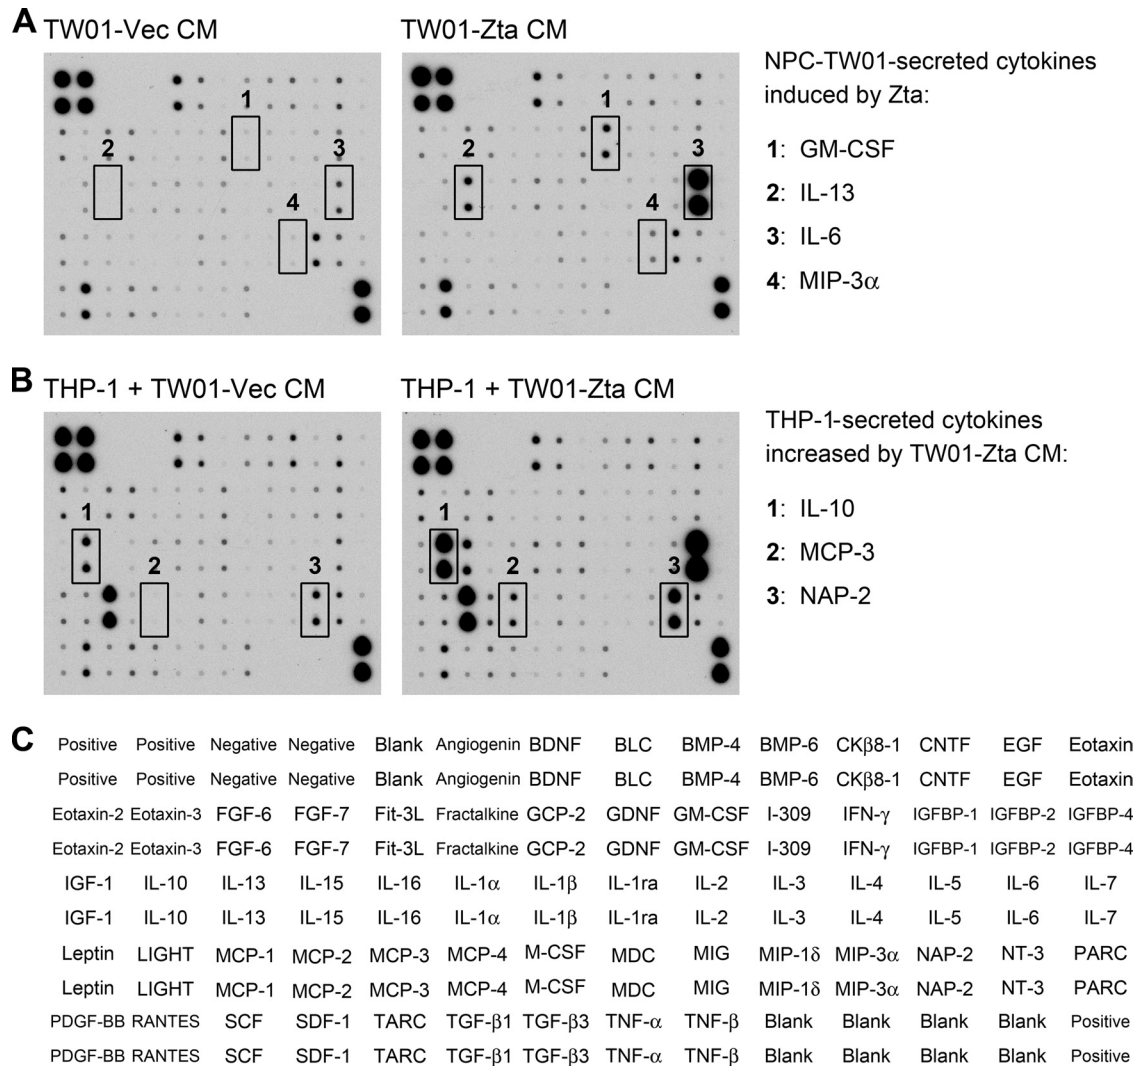 A TW01-Vec CM TW01-Zta CM
NPC-TW01-secreted cytokines
induced by Zta:
1 1
2 3 2 3
4 4
1: GM-CSF
2: IL-13
3: IL-6
4: MIP-3α
B THP-1 + TW01-Vec CM THP-1 + TW01-Zta CM
THP-1-secreted cytokines
increased by TW01-Zta CM:
1 1
2 3 2 3
1: IL-10
2: MCP-3
3: NAP-2
C Positive Positive Negative Negative Blank Angiogenin BDNF BLC BMP-4 BMP-6 CKβ8-1 CNTF EGF Eotaxin
Positive Positive Negative Negative Blank Angiogenin BDNF BLC BMP-4 BMP-6 CKβ8-1 CNTF EGF Eotaxin
Eotaxin-2 Eotaxin-3 FGF-6 FGF-7 Fit-3L Fractalkine GCP-2 GDNF GM-CSF I-309 IFN-γ IGFBP-1 IGFBP-2 IGFBP-4
Eotaxin-2 Eotaxin-3 FGF-6 FGF-7 Fit-3L Fractalkine GCP-2 GDNF GM-CSF I-309 IFN-γ IGFBP-1 IGFBP-2 IGFBP-4
IGF-1 IL-10 IL-13 IL-15 IL-16 IL-1α IL-1β IL-1ra IL-2 IL-3 IL-4 IL-5 IL-6 IL-7
IGF-1 IL-10 IL-13 IL-15 IL-16 IL-1α IL-1β IL-1ra IL-2 IL-3 IL-4 IL-5 IL-6 IL-7
Leptin LIGHT MCP-1 MCP-2 MCP-3 MCP-4 M-CSF MDC MIG MIP-1δ MIP-3α NAP-2 NT-3 PARC
Leptin LIGHT MCP-1 MCP-2 MCP-3 MCP-4 M-CSF MDC MIG MIP-1δ MIP-3α NAP-2 NT-3 PARC
PDGF-BB RANTES SCF SDF-1 TARC TGF-β1 TGF-β3 TNF-α TNF-β Blank Blank Blank Blank Positive
PDGF-BB RANTES SCF SDF-1 TARC TGF-β1 TGF-β3 TNF-α TNF-β Blank Blank Blank Blank Positive